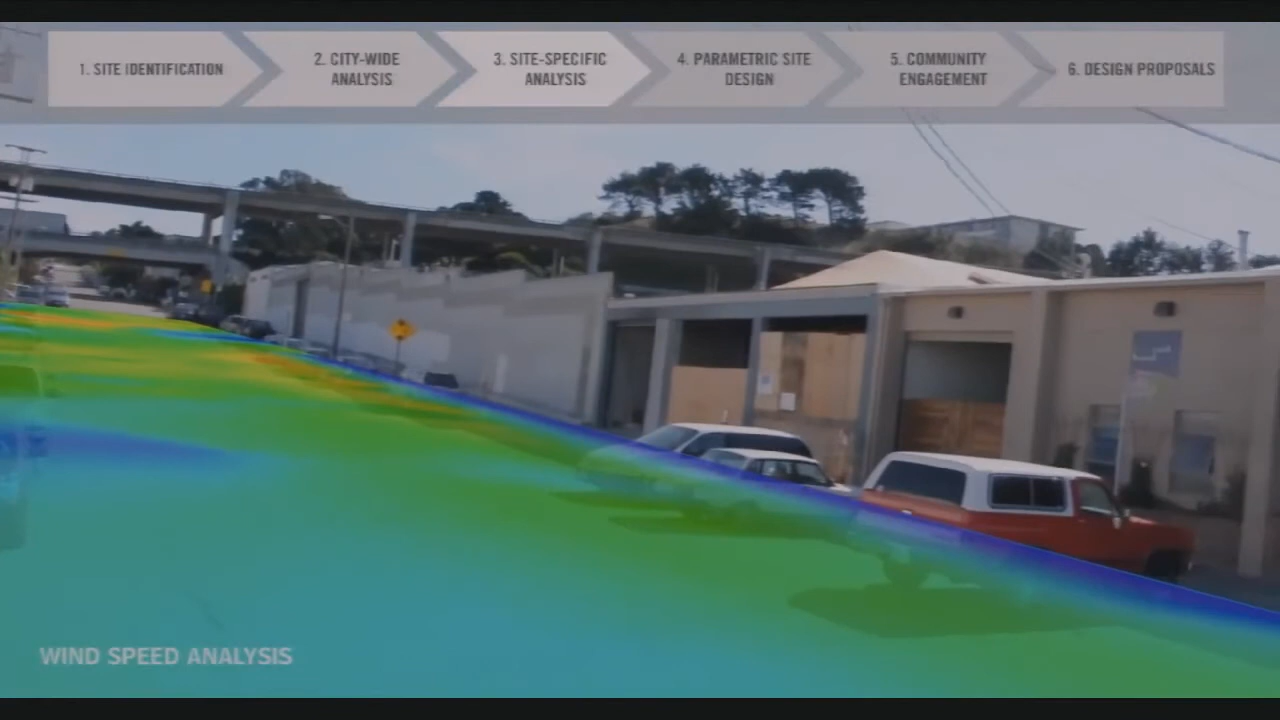 1. SITE IDENTIFICATION
2. CITY-WIDE
ANALYSIS
3. SITE-SPECIFIC
ANALYSIS
4. PARAMETRIC SITE
DESIGN
5. COMMUNITY
ENGAGEMENT
6. DESIGN PROPOSALS
WIND SPEED ANALYSIS